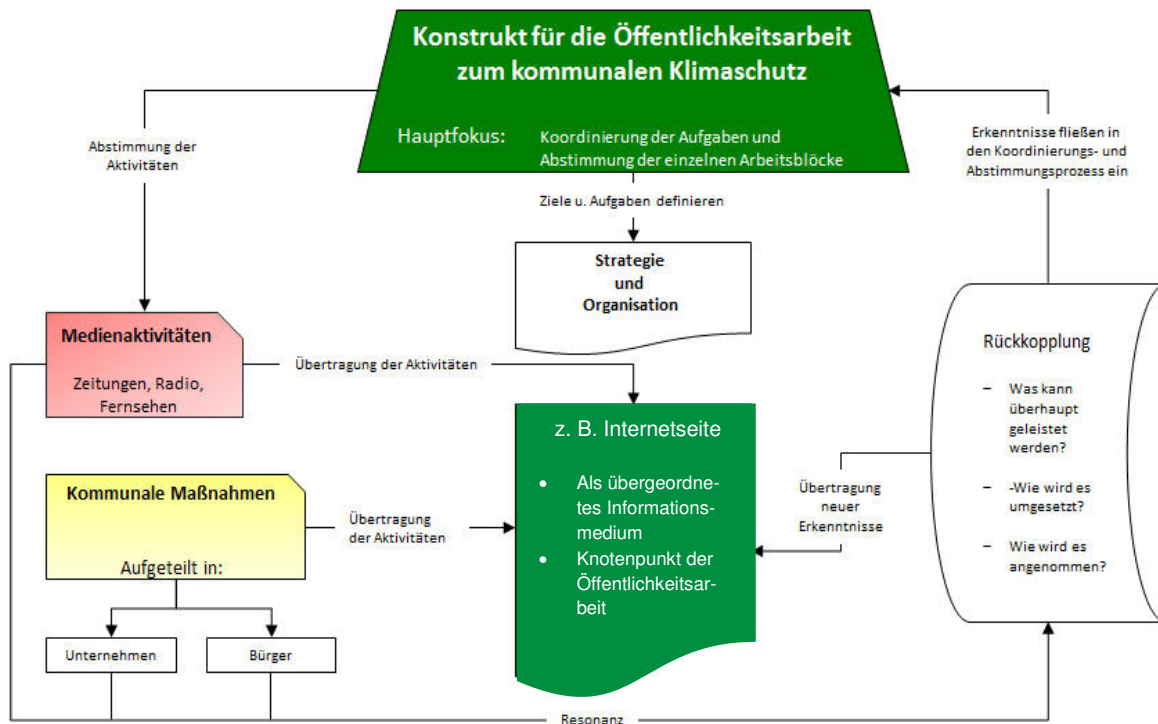 Konstrukt für die Öffentlichkeitsarbeit
zum kommunalen Klimaschutz
Hauptfokus: Koordinierung der Aufgaben und
Abstimmung der einzelnen Arbeitsblöcke
Abstimmung der
Aktivitäten
Erkenntnisse fließen in
den Koordinierungs- und
Abstimmungsprozess ein
Ziele u. Aufgaben definieren
Strategie
und
Organisation
Medienaktivitäten
Zeitungen, Radio,
Fernsehen
Übertragung der Aktivitäten
Rückkopplung
– Was kann
überhaupt
geleistet
werden?
– -Wie wird es
umgesetzt?
– Wie wird es
angenommen?
z. B. Internetseite
• Als übergeordne-
tes Informations-
medium
• Knotenpunkt der
Öffentlichkeitsar-
beit
Übertragung
neuer
Erkenntnisse
Kommunale Maßnahmen
Aufgeteilt in:
Übertragung
der Aktivitäten
Unternehmen
Bürger
Resonanz